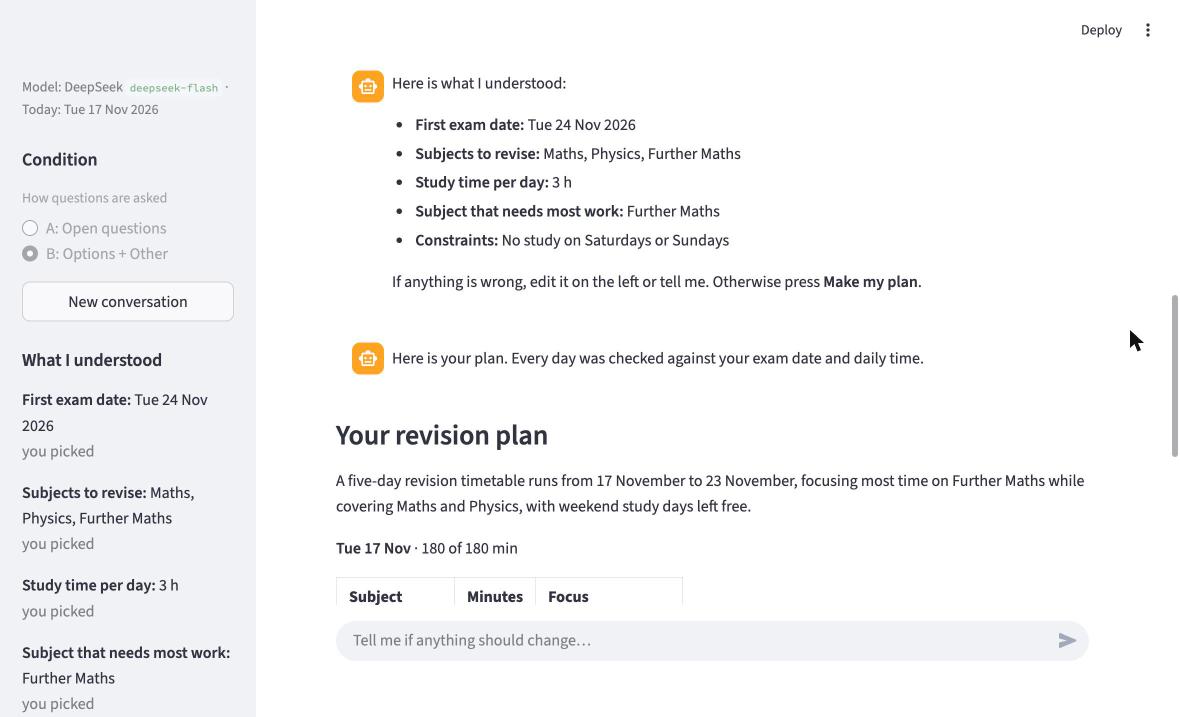 Deploy
Model: DeepSeek deepseek-flash ·
Today: Tue 17 Nov 2026
Condition
How questions are asked
A: Open questions
B: Options + Other
New conversation
What I understood
First exam date: Tue 24 Nov
2026
you picked
Subjects to revise: Maths,
Physics, Further Maths
you picked
Study time per day: 3 h
you picked
Subject that needs most work:
Further Maths
you picked
Here is what I understood:
First exam date: Tue 24 Nov 2026
Subjects to revise: Maths, Physics, Further Maths
Study time per day: 3 h
Subject that needs most work: Further Maths
Constraints: No study on Saturdays or Sundays
If anything is wrong, edit it on the left or tell me. Otherwise press Make my plan.
Here is your plan. Every day was checked against your exam date and daily time.
Your revision plan
A five-day revision timetable runs from 17 November to 23 November, focusing most time on Further Maths while
covering Maths and Physics, with weekend study days left free.
Tue 17 Nov · 180 of 180 min
Subject Minutes Focus
Tell me if anything should change…